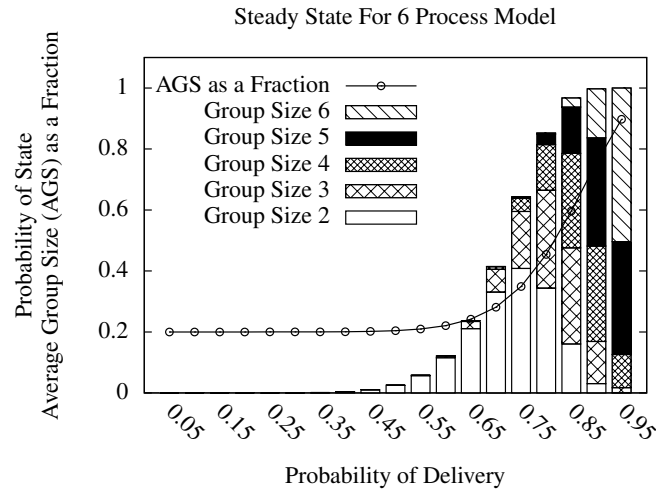 Steady State For 6 Process Model
Probability of State
Average Group Size (AGS) as a Fraction
1
0.8
0.6
0.4
0.2
0
AGS as a Fraction
Group Size 6
Group Size 5
Group Size 4
Group Size 3
Group Size 2
0.05
0.15
0.25
0.35
0.45
0.55
0.65
0.75
0.85
0.95
Probability of Delivery